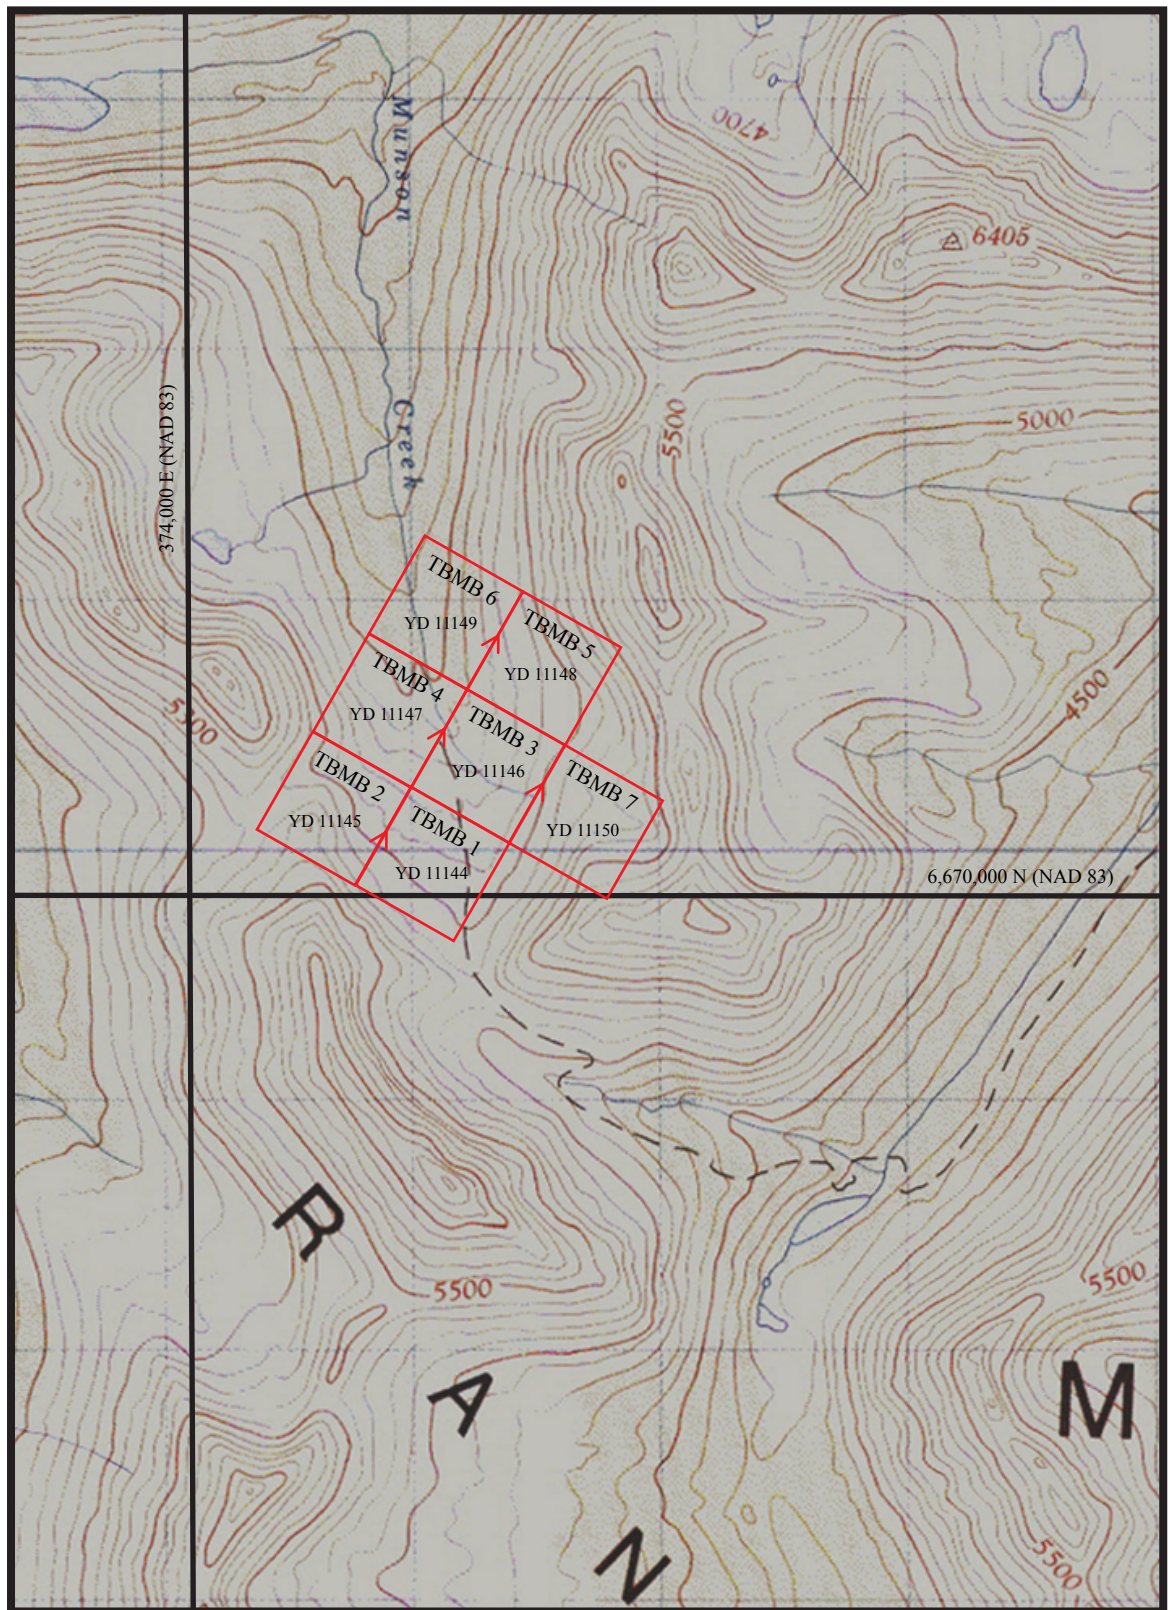 Munson
4700
6405
374,000 E (NAD 83)
Creek
5500
5000
TBMB 6
YD 11149
TBMB 5
YD 11148
TBMB 4
YD 11147
TBMB 3
YD 11146
4500
TBMB 7
YD 11150
TBMB 2
YD 11145
TBMB 1
YD 11144
6,670,000 N (NAD 83)
R
5500
5500
A
M
N
5500